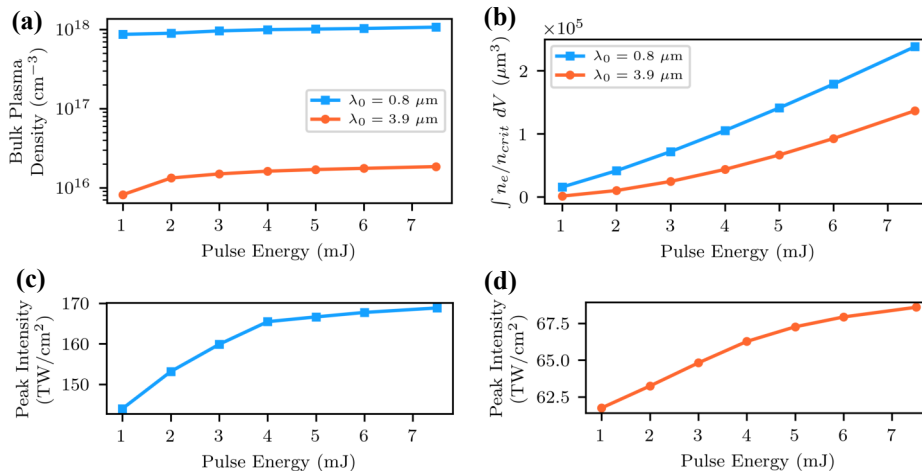 (a)
10^18
10^17
10^16
Bulk Plasma
Density (cm^−3)
λ0 = 0.8 μm
λ0 = 3.9 μm
1 2 3 4 5 6 7
Pulse Energy (mJ)
(b)
×10^5
2
1
0
∫ ne/ncrit dV (μm^3)
λ0 = 0.8 μm
λ0 = 3.9 μm
1 2 3 4 5 6 7
Pulse Energy (mJ)
(c)
170
160
150
Peak Intensity
(TW/cm^2)
1 2 3 4 5 6 7
Pulse Energy (mJ)
(d)
67.5
65.0
62.5
Peak Intensity
(TW/cm^2)
1 2 3 4 5 6 7
Pulse Energy (mJ)